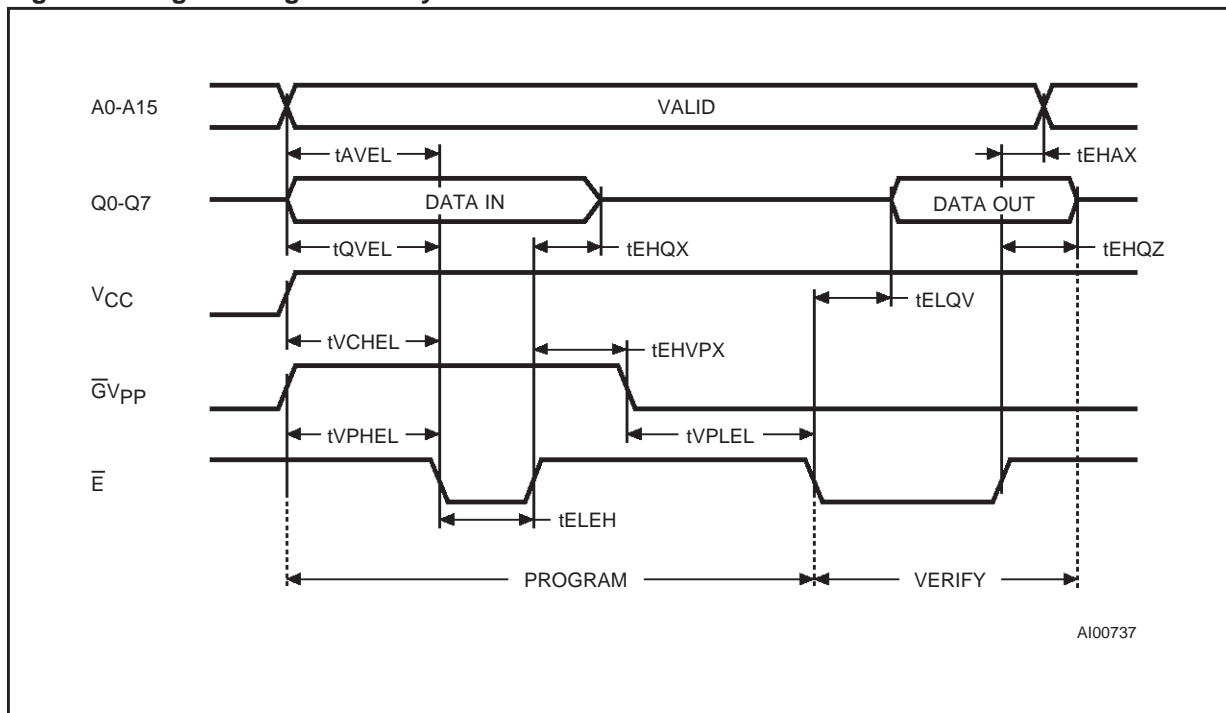 A0-A15
VALID
tAVEL
tEHAX
Q0-Q7
DATA IN
DATA OUT
tQVEL
tEHQX
tEHQZ
VCC
tELQV
tVCHEL
tEHVPX
G̅VPP
tVPHEL
tVPLEL
E̅
tELEH
PROGRAM
VERIFY
AI00737